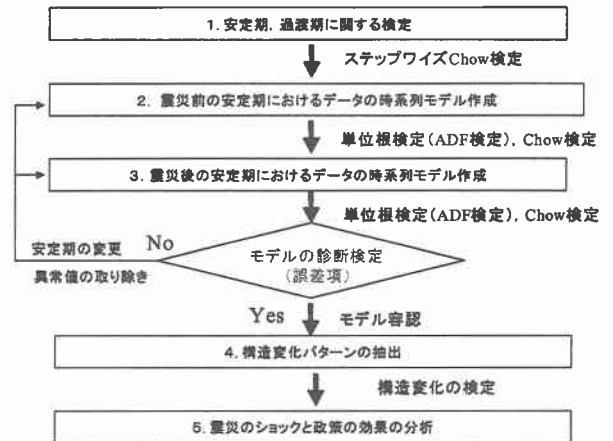 1. 安定期，過渡期に関する検定
ステップワイズChow検定
2. 震災前の安定期におけるデータの時系列モデル作成
単位根検定(ADF検定)，Chow検定
3. 震災後の安定期におけるデータの時系列モデル作成
単位根検定(ADF検定)，Chow検定
安定期の変更
No
異常値の取り除き
モデルの診断検定
(誤差項)
Yes
モデル容認
4. 構造変化パターンの抽出
構造変化の検定
5. 震災のショックと政策の効果の分析